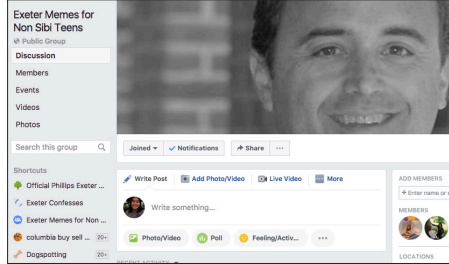 Exeter Memes for
Non Sibi Teens
Public Group
Discussion
Members
Events
Videos
Photos
Search this group
Shortcuts
Official Phillips Exeter ...
Exeter Confesses
Exeter Memes for Non ...
columbia buy sell ... 20+
Dogspotting 20+
Joined Notifications Share ...
Write Post Add Photo/Video Live Video More
Write something...
Photo/Video Poll Feeling/Activ... ...
RECENT ACTIVITY
ADD MEMBERS
+ Enter name or
MEMBERS
LOCATIONS